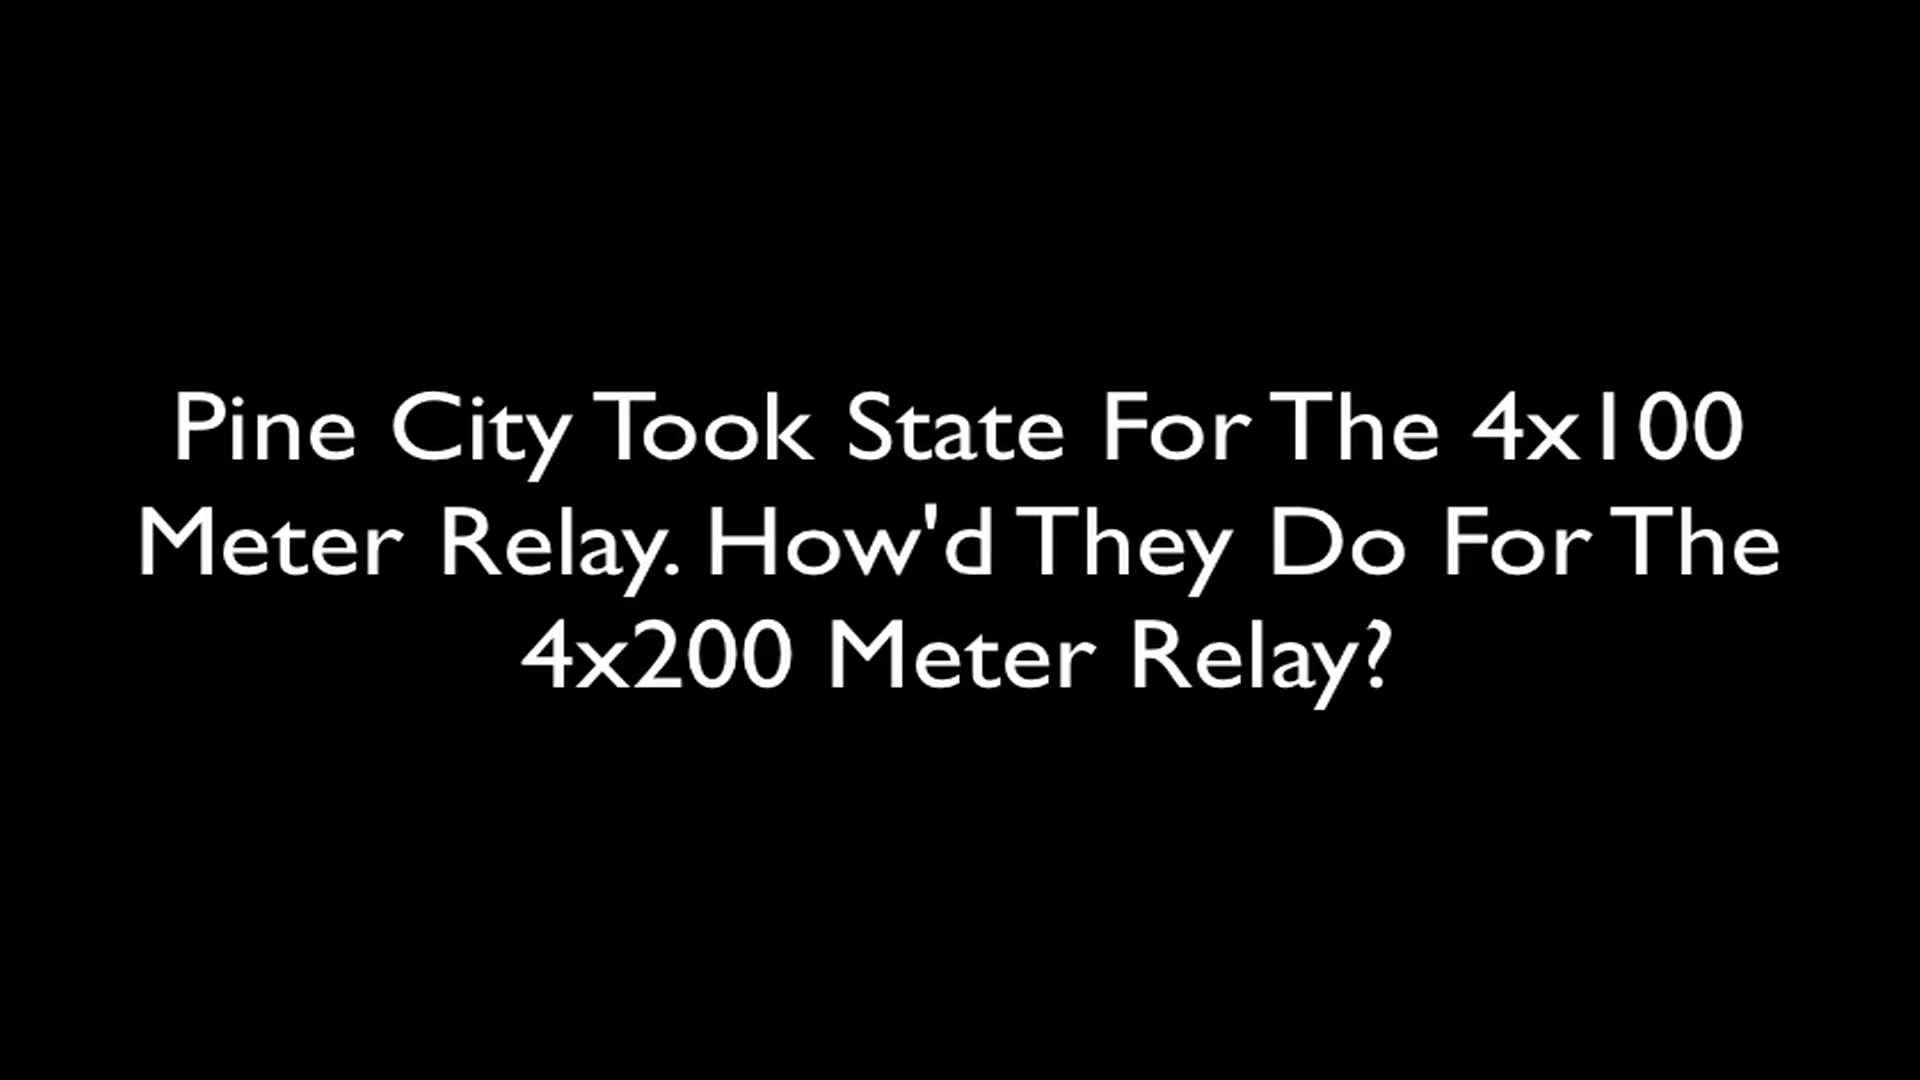 Pine City Took State For The 4x100
Meter Relay. How'd They Do For The
4x200 Meter Relay?